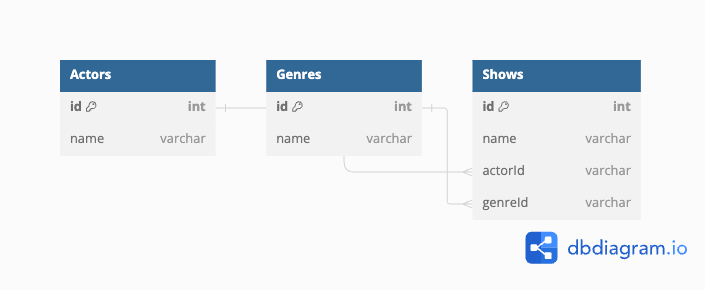 Actors
id int
name varchar
Genres
id int
name varchar
Shows
id int
name varchar
actorId varchar
genreId varchar
dbdiagram.io